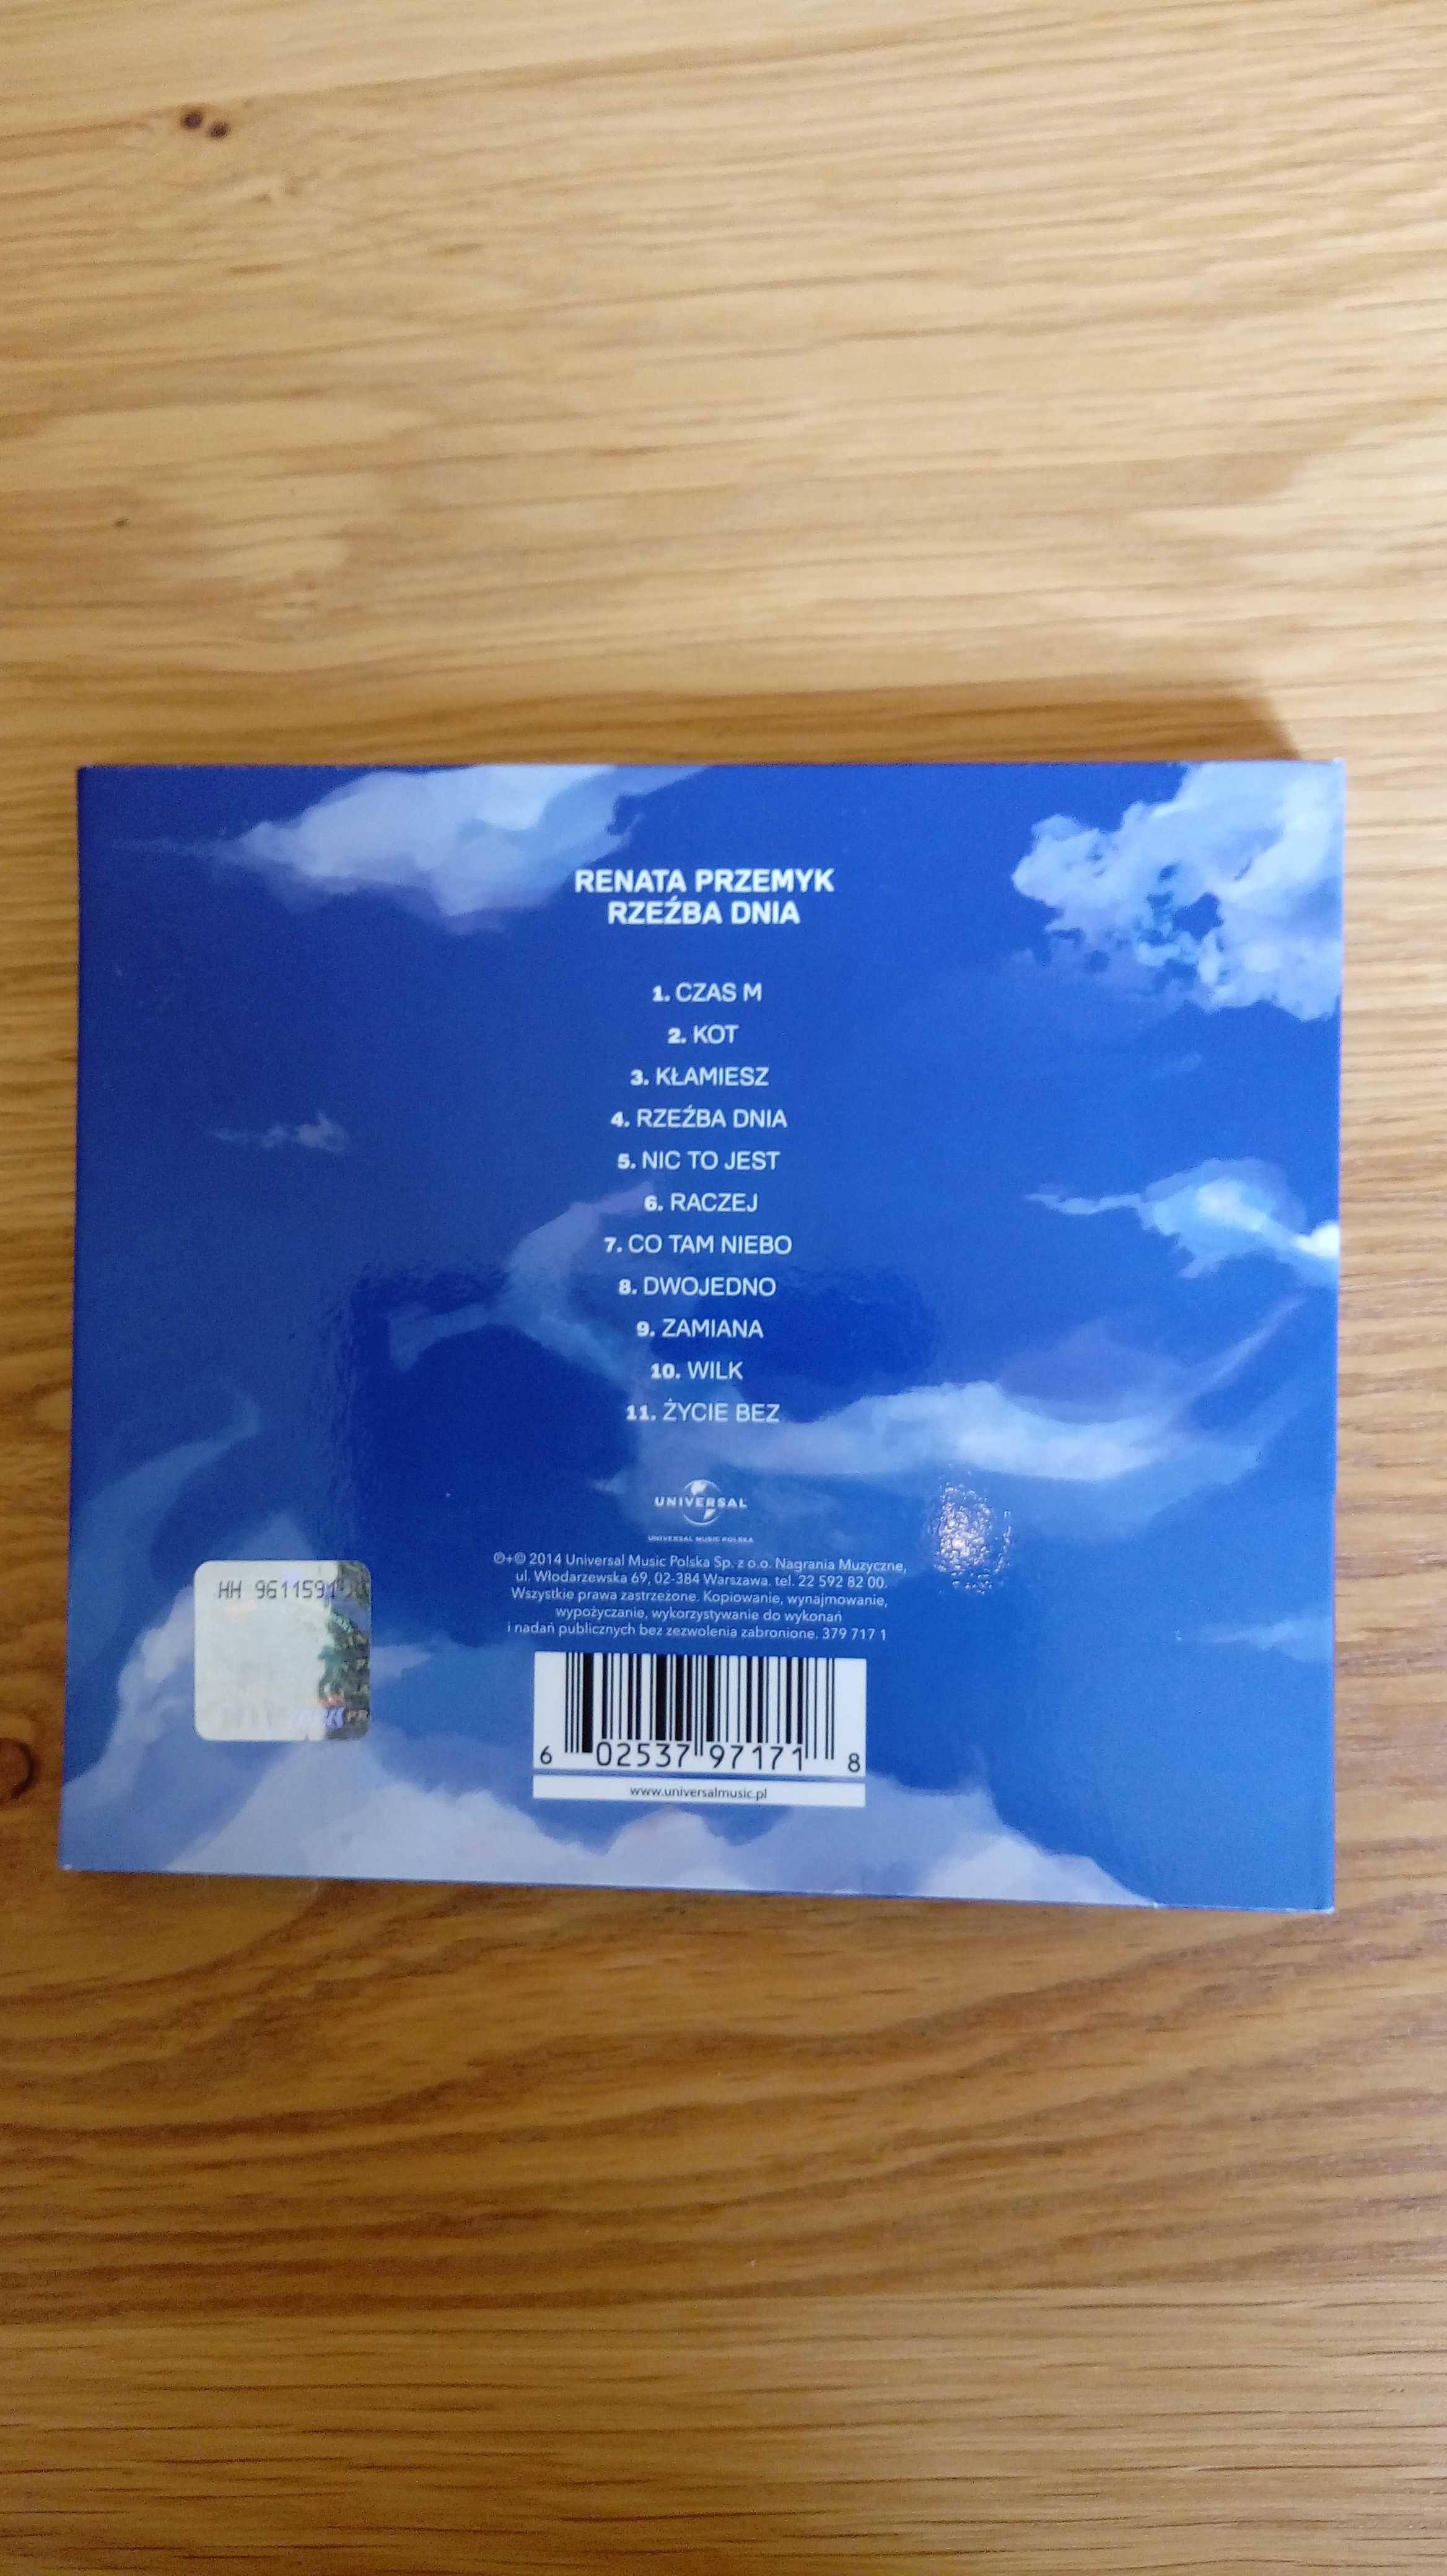 RENATA PRZEMYK
RZEŹBA DNIA
1. CZAS M
2. KOT
3. KŁAMIESZ
4. RZEŹBA DNIA
5. NIC TO JEST
6. RACZEJ
7. CO TAM NIEBO
8. DWOJEDNO
9. ZAMIANA
10. WILK
11. ŻYCIE BEZ
UNIVERSAL
UNIVERSAL MUSIC POLSKA
℗+© 2014 Universal Music Polska Sp. z o.o. Nagrania Muzyczne,
ul. Włodarzewska 69, 02-384 Warszawa. tel. 22 592 82 00.
Wszystkie prawa zastrzeżone. Kopiowanie, wynajmowanie,
wypożyczanie, wykorzystywanie do wykonań
i nadań publicznych bez zezwolenia zabronione. 379 717 1
HH
6 02537 97171 8
www.universalmusic.pl